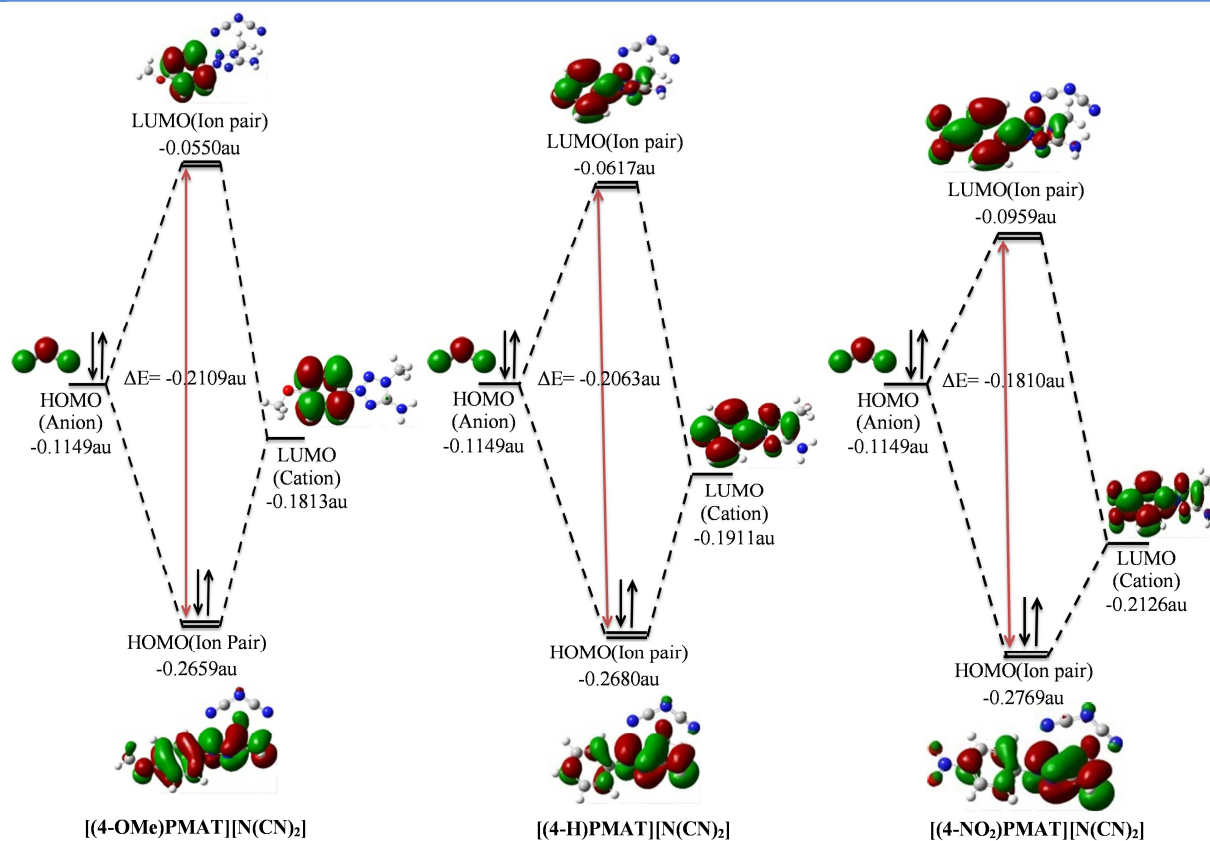 LUMO(Ion pair)
-0.0550au
HOMO
(Anion)
-0.1149au
ΔE= -0.2109au
LUMO
(Cation)
-0.1813au
HOMO(Ion Pair)
-0.2659au
[(4-OMe)PMAT][N(CN)₂]
LUMO(Ion pair)
-0.0617au
HOMO
(Anion)
-0.1149au
ΔE= -0.2063au
LUMO
(Cation)
-0.1911au
HOMO(Ion pair)
-0.2680au
[(4-H)PMAT][N(CN)₂]
LUMO(Ion pair)
-0.0959au
HOMO
(Anion)
-0.1149au
ΔE= -0.1810au
LUMO
(Cation)
-0.2126au
HOMO(Ion pair)
-0.2769au
[(4-NO₂)PMAT][N(CN)₂]